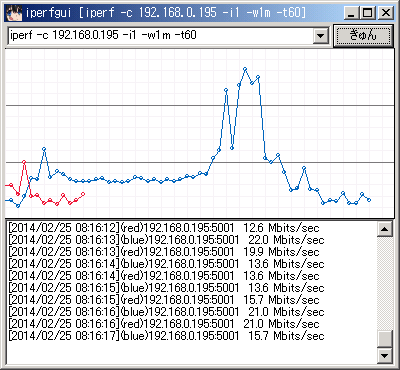 iperfgui [iperf -c 192.168.0.195 -i1 -w1m -t60]
iperf -c 192.168.0.195 -i1 -w1m -t60
ぎゅん
[2014/02/25 08:16:12](red)192.168.0.195:5001 12.6 Mbits/sec
[2014/02/25 08:16:13](blue)192.168.0.195:5001 22.0 Mbits/sec
[2014/02/25 08:16:13](red)192.168.0.195:5001 19.9 Mbits/sec
[2014/02/25 08:16:14](blue)192.168.0.195:5001 13.6 Mbits/sec
[2014/02/25 08:16:14](red)192.168.0.195:5001 13.6 Mbits/sec
[2014/02/25 08:16:15](blue)192.168.0.195:5001 13.6 Mbits/sec
[2014/02/25 08:16:15](red)192.168.0.195:5001 15.7 Mbits/sec
[2014/02/25 08:16:16](blue)192.168.0.195:5001 21.0 Mbits/sec
[2014/02/25 08:16:16](red)192.168.0.195:5001 21.0 Mbits/sec
[2014/02/25 08:16:17](blue)192.168.0.195:5001 15.7 Mbits/sec